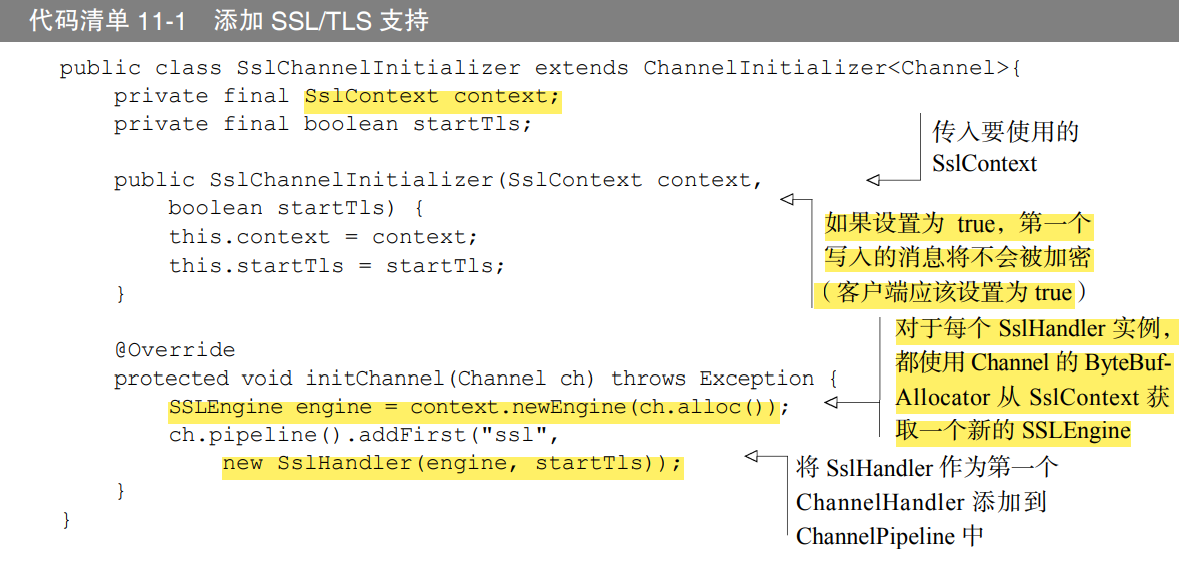 代码清单 11-1 添加 SSL/TLS 支持
public class SslChannelInitializer extends ChannelInitializer<Channel>{
private final SslContext context;
private final boolean startTls;
传入要使用的
SslContext
public SslChannelInitializer(SslContext context,
boolean startTls) {
this.context = context;
this.startTls = startTls;
}
如果设置为 true，第一个
写入的消息将不会被加密
（客户端应该设置为 true）
@Override
protected void initChannel(Channel ch) throws Exception {
SSLEngine engine = context.newEngine(ch.alloc());
ch.pipeline().addFirst("ssl",
new SslHandler(engine, startTls));
}
}
对于每个 SslHandler 实例，
都使用 Channel 的 ByteBuf-
Allocator 从 SslContext 获
取一个新的 SSLEngine
将 SslHandler 作为第一个
ChannelHandler 添加到
ChannelPipeline 中